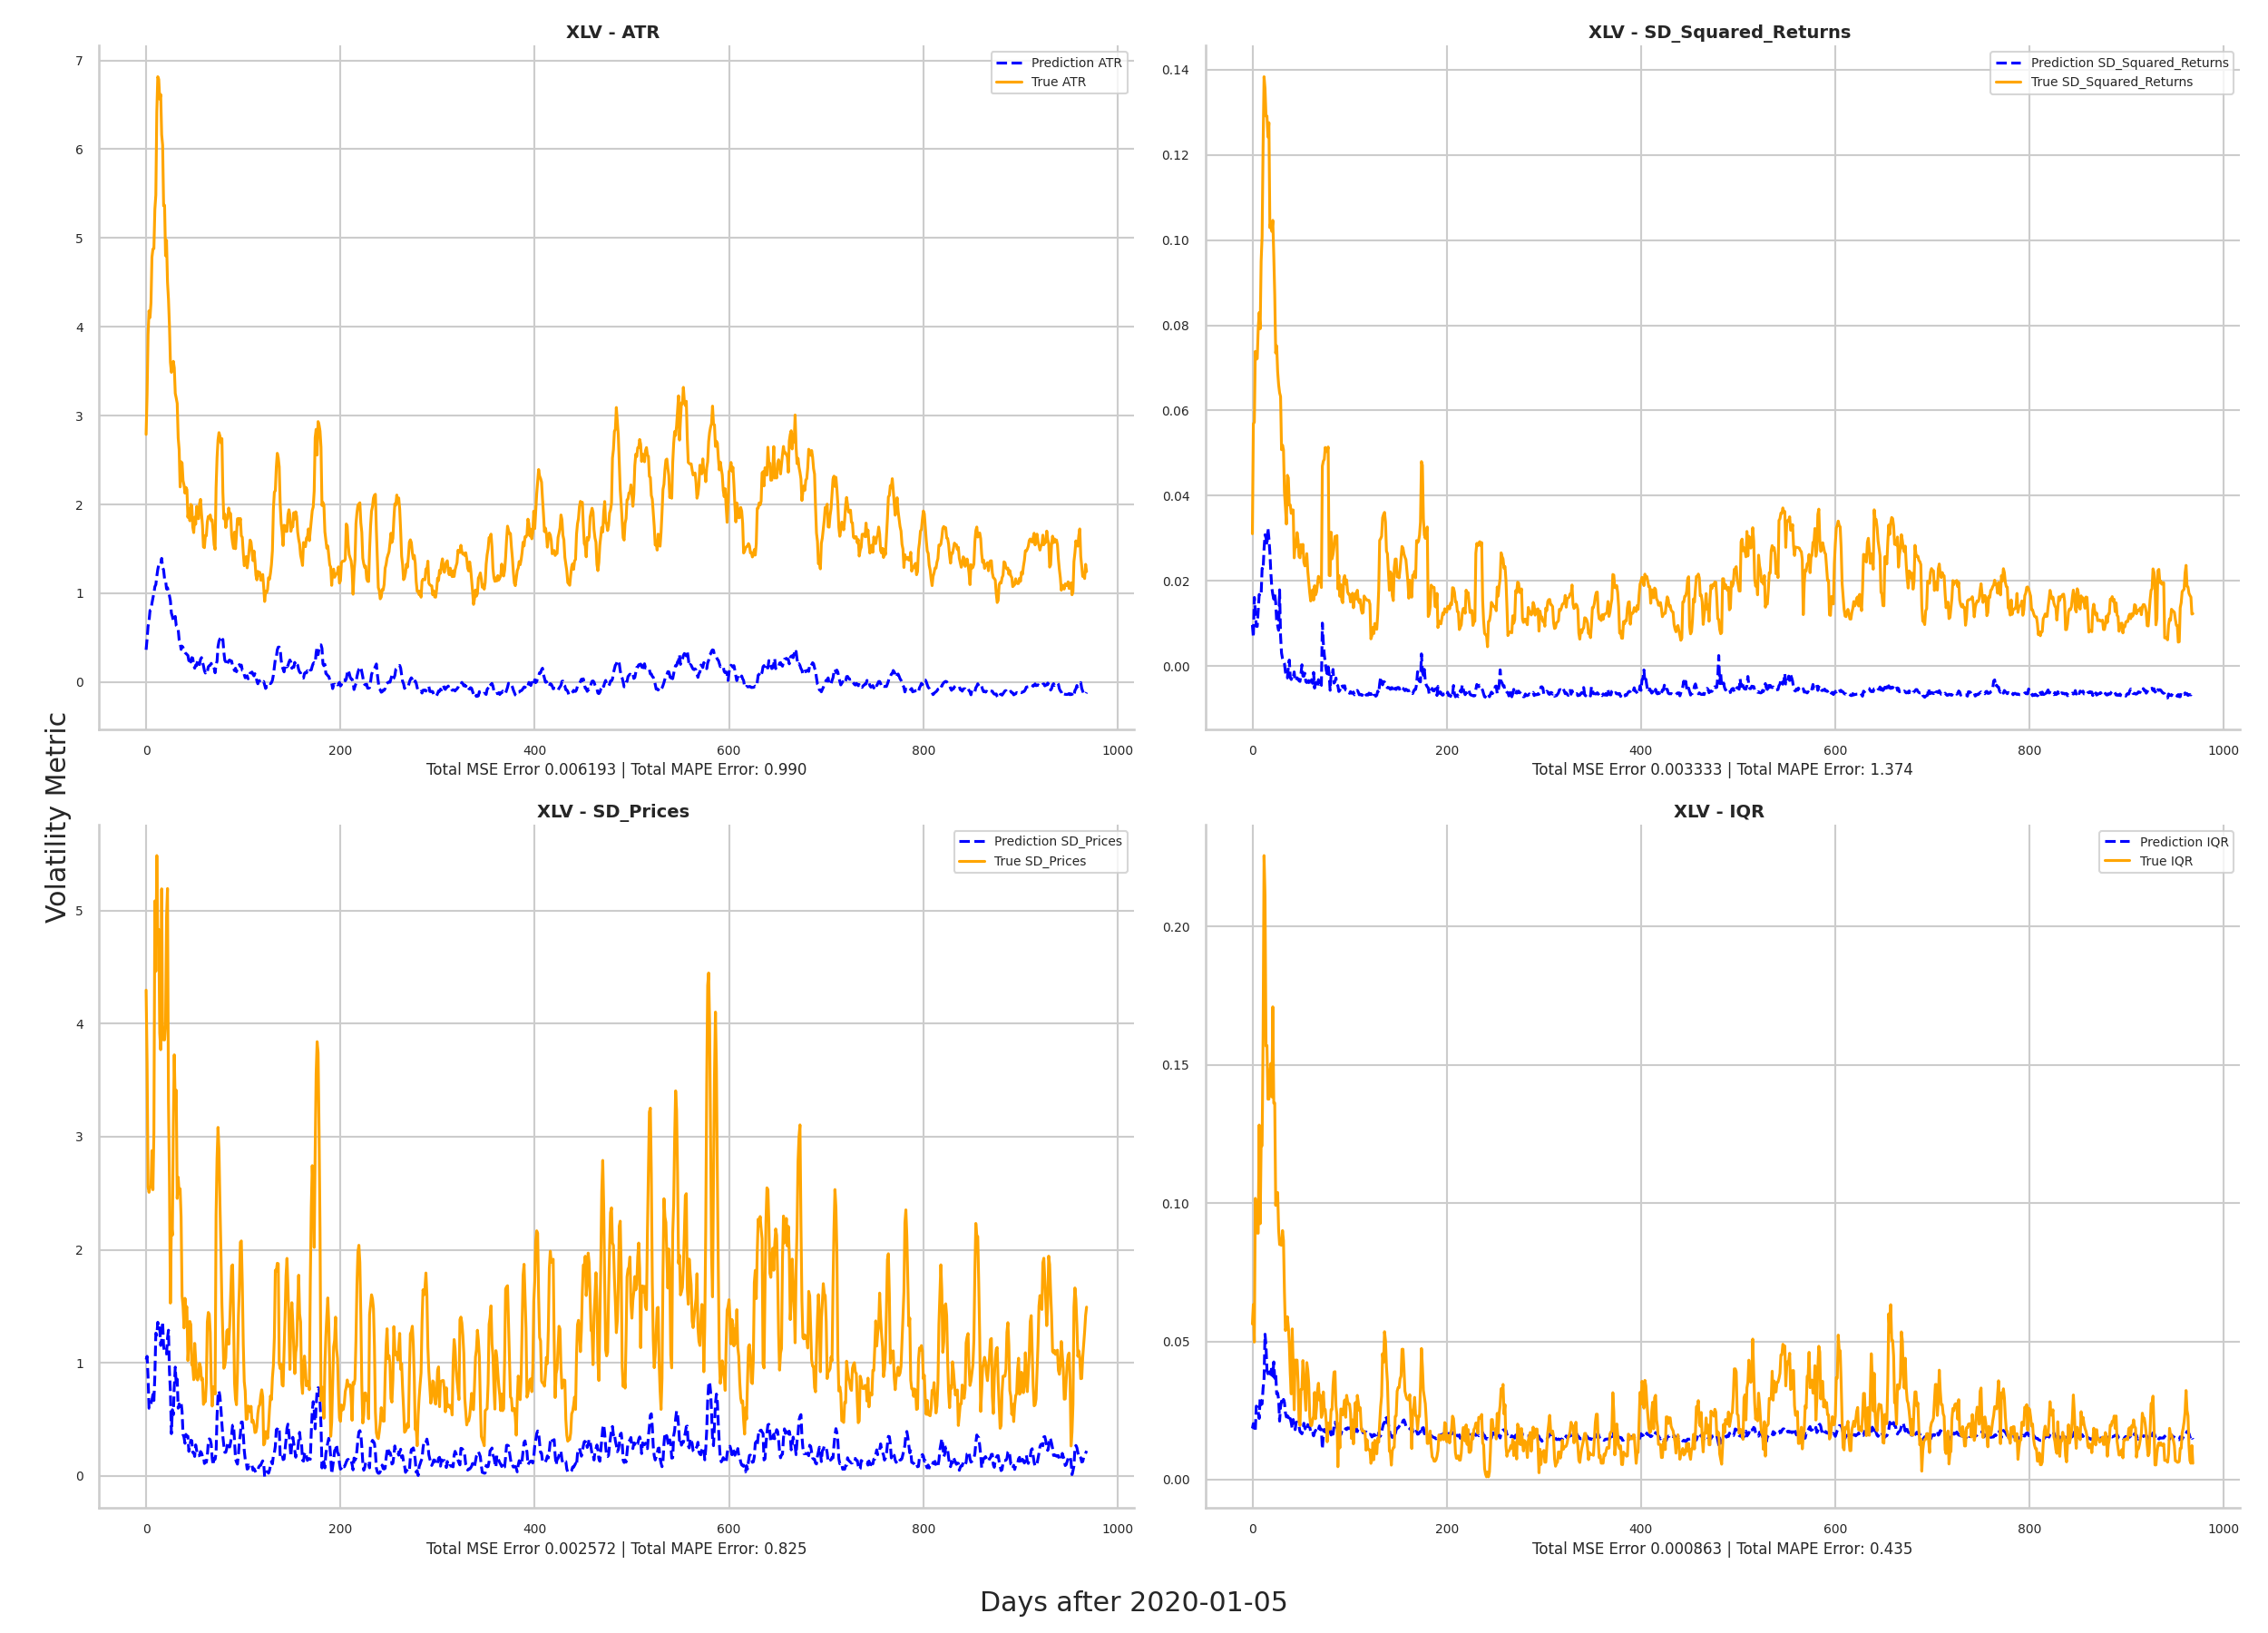 XLV - ATR
7
6
5
4
3
2
1
0
0 200 400 600 800 1000
Prediction ATR
True ATR
Total MSE Error 0.006193 | Total MAPE Error: 0.990
XLV - SD_Squared_Returns
0.14
0.12
0.10
0.08
0.06
0.04
0.02
0.00
0 200 400 600 800 1000
Prediction SD_Squared_Returns
True SD_Squared_Returns
Total MSE Error 0.003333 | Total MAPE Error: 1.374
Volatility Metric
XLV - SD_Prices
5
4
3
2
1
0
0 200 400 600 800 1000
Prediction SD_Prices
True SD_Prices
Total MSE Error 0.002572 | Total MAPE Error: 0.825
XLV - IQR
0.20
0.15
0.10
0.05
0.00
0 200 400 600 800 1000
Prediction IQR
True IQR
Total MSE Error 0.000863 | Total MAPE Error: 0.435
Days after 2020-01-05